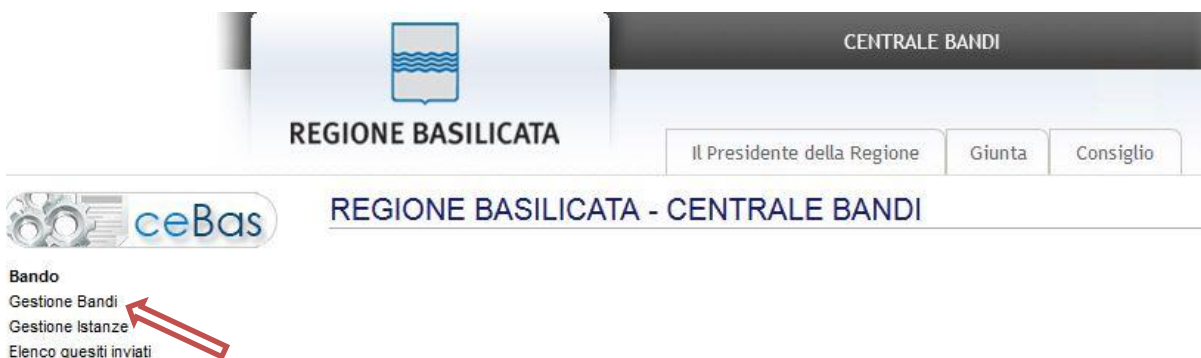 CENTRALE BANDI
REGIONE BASILICATA
Il Presidente della Regione
Giunta
Consiglio
ceBas
REGIONE BASILICATA - CENTRALE BANDI
Bando
Gestione Bandi
Gestione Istanze
Elenco quesiti inviati